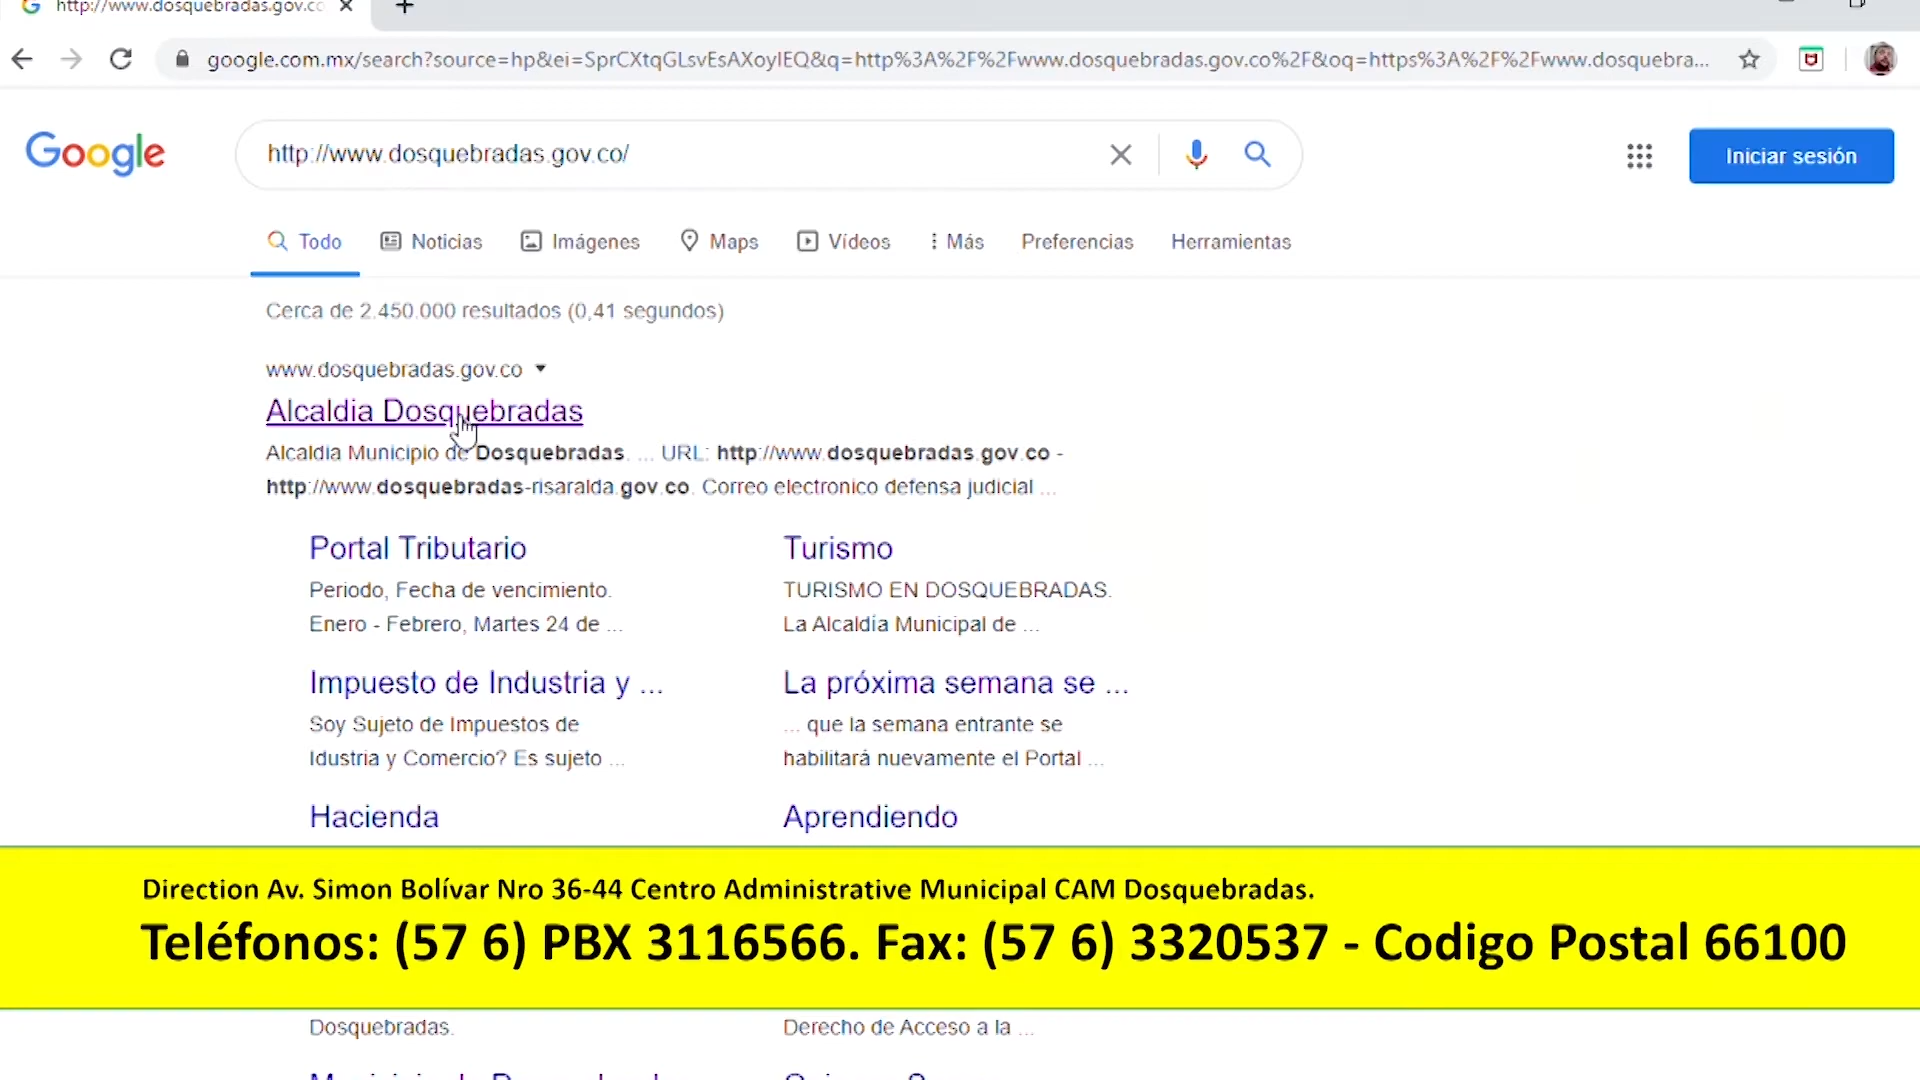 http://www.dosquebradas.gov.co
google.com.mx/search?source=hp&ei=SprCXtqGLsvEsAXoyIEQ&q=http%3A%2F%2Fwww.dosquebradas.gov.co%2F&oq=https%3A%2F%2Fwww.dosquebra...
Google
http://www.dosquebradas.gov.co/
Iniciar sesión
Todo Noticias Imágenes Maps Vídeos Más Preferencias Herramientas
Cerca de 2.450.000 resultados (0,41 segundos)
www.dosquebradas.gov.co
Alcaldia Dosquebradas
Alcaldia Municipio de Dosquebradas. ... URL: http://www.dosquebradas.gov.co -
http://www.dosquebradas-risaralda.gov.co. Correo electronico defensa judicial ...
Portal Tributario
Periodo, Fecha de vencimiento.
Enero - Febrero, Martes 24 de ...
Turismo
TURISMO EN DOSQUEBRADAS.
La Alcaldía Municipal de ...
Impuesto de Industria y ...
Soy Sujeto de Impuestos de
Idustria y Comercio? Es sujeto ...
La próxima semana se ...
... que la semana entrante se
habilitará nuevamente el Portal ...
Hacienda
Aprendiendo
Direction Av. Simon Bolívar Nro 36-44 Centro Administrative Municipal CAM Dosquebradas.
Teléfonos: (57 6) PBX 3116566. Fax: (57 6) 3320537 - Codigo Postal 66100
Dosquebradas.
Derecho de Acceso a la ...